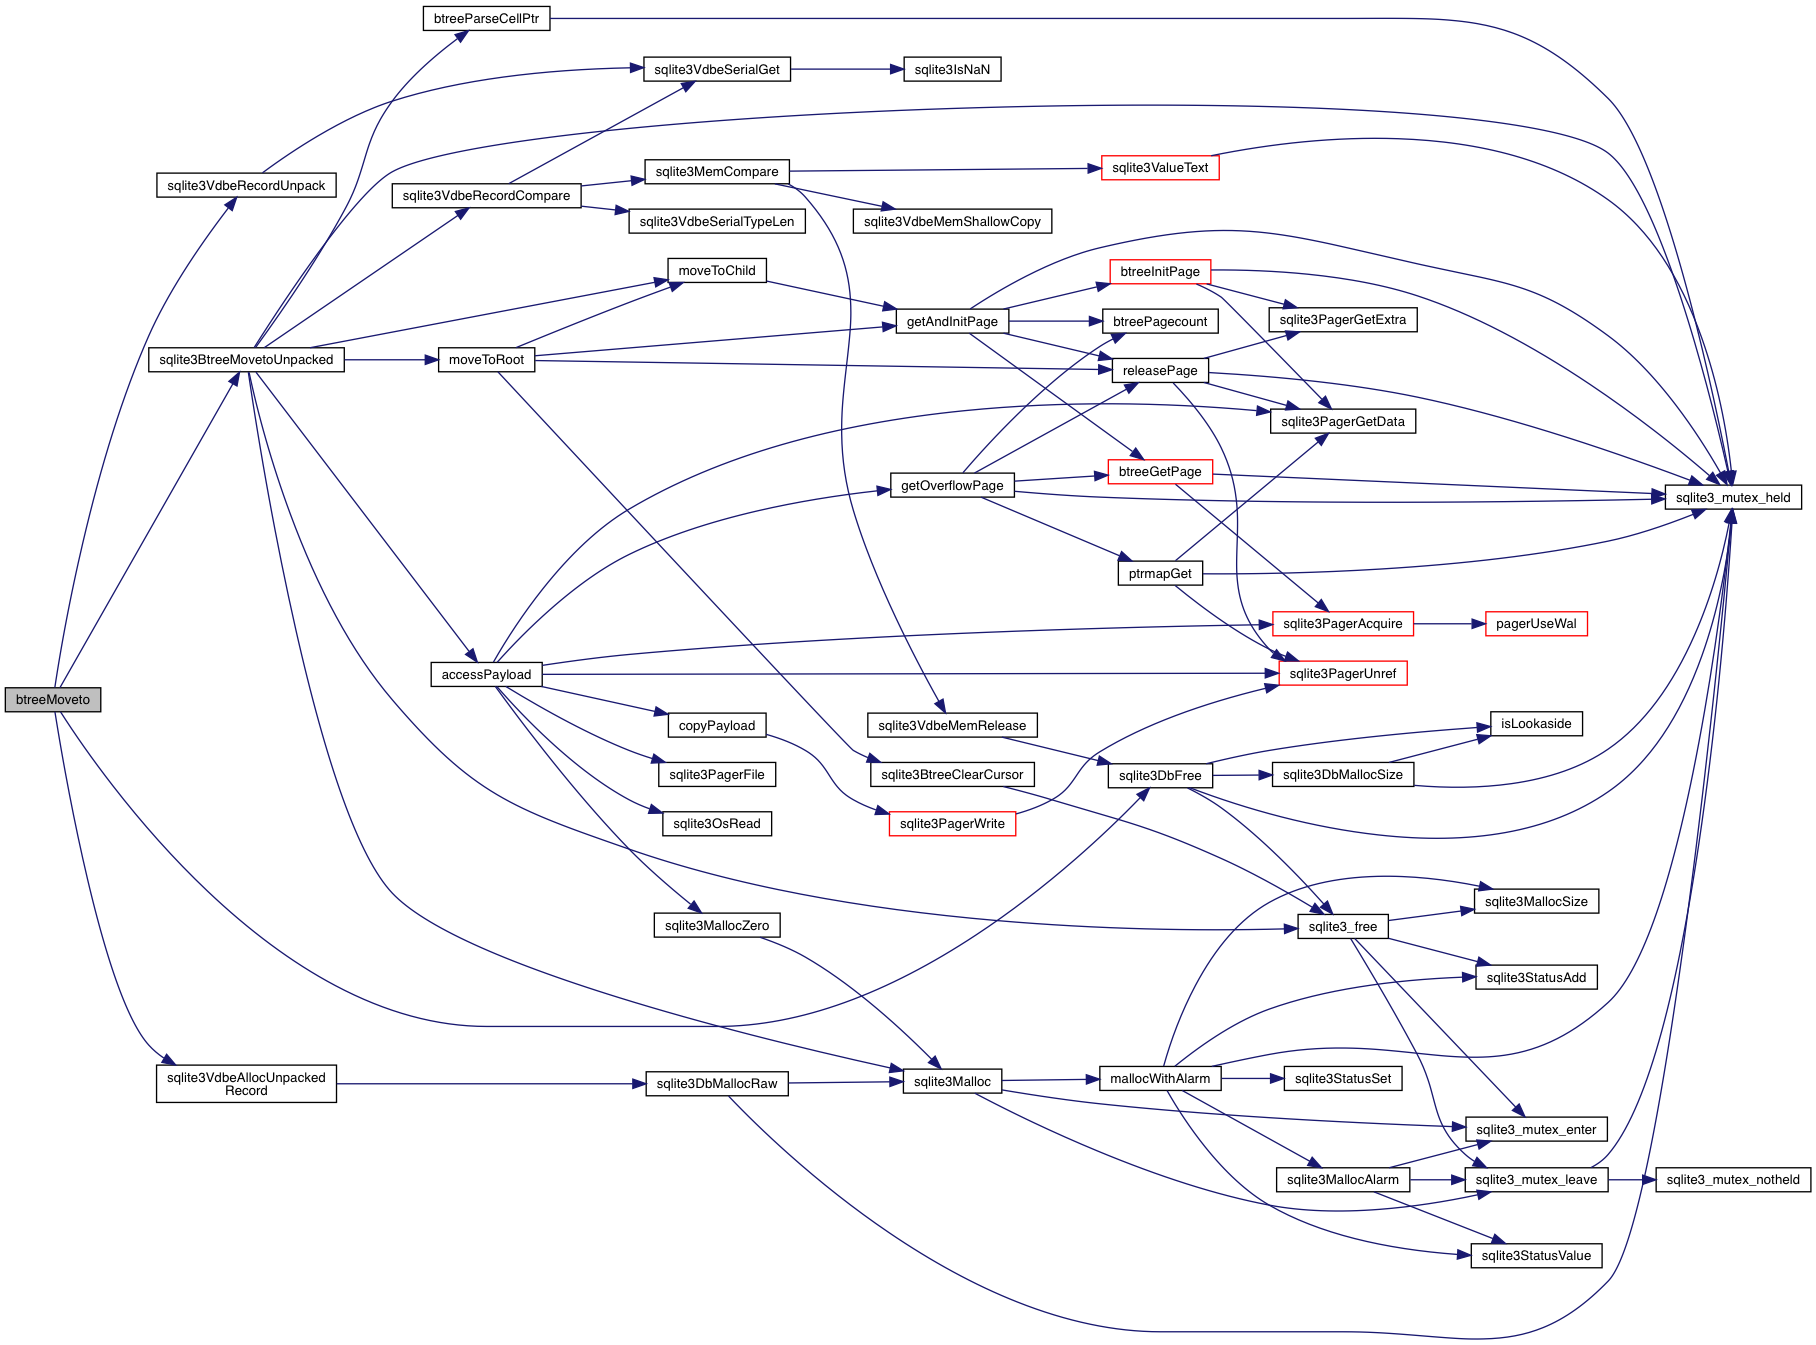 btreeParseCellPtr
sqlite3VdbeSerialGet
sqlite3IsNaN
sqlite3VdbeRecordUnpack
sqlite3VdbeRecordCompare
sqlite3MemCompare
sqlite3ValueText
sqlite3VdbeSerialTypeLen
sqlite3VdbeMemShallowCopy
moveToChild
btreeInitPage
sqlite3BtreeMovetoUnpacked
moveToRoot
getAndInitPage
btreePagecount
sqlite3PagerGetExtra
releasePage
sqlite3PagerGetData
getOverflowPage
btreeGetPage
sqlite3_mutex_held
ptrmapGet
sqlite3PagerAcquire
pagerUseWal
accessPayload
sqlite3PagerUnref
btreeMoveto
copyPayload
sqlite3VdbeMemRelease
isLookaside
sqlite3PagerFile
sqlite3BtreeClearCursor
sqlite3DbFree
sqlite3DbMallocSize
sqlite3OsRead
sqlite3PagerWrite
sqlite3MallocSize
sqlite3MallocZero
sqlite3_free
sqlite3StatusAdd
sqlite3VdbeAllocUnpacked
Record
sqlite3DbMallocRaw
sqlite3Malloc
mallocWithAlarm
sqlite3StatusSet
sqlite3_mutex_enter
sqlite3MallocAlarm
sqlite3_mutex_leave
sqlite3_mutex_notheld
sqlite3StatusValue